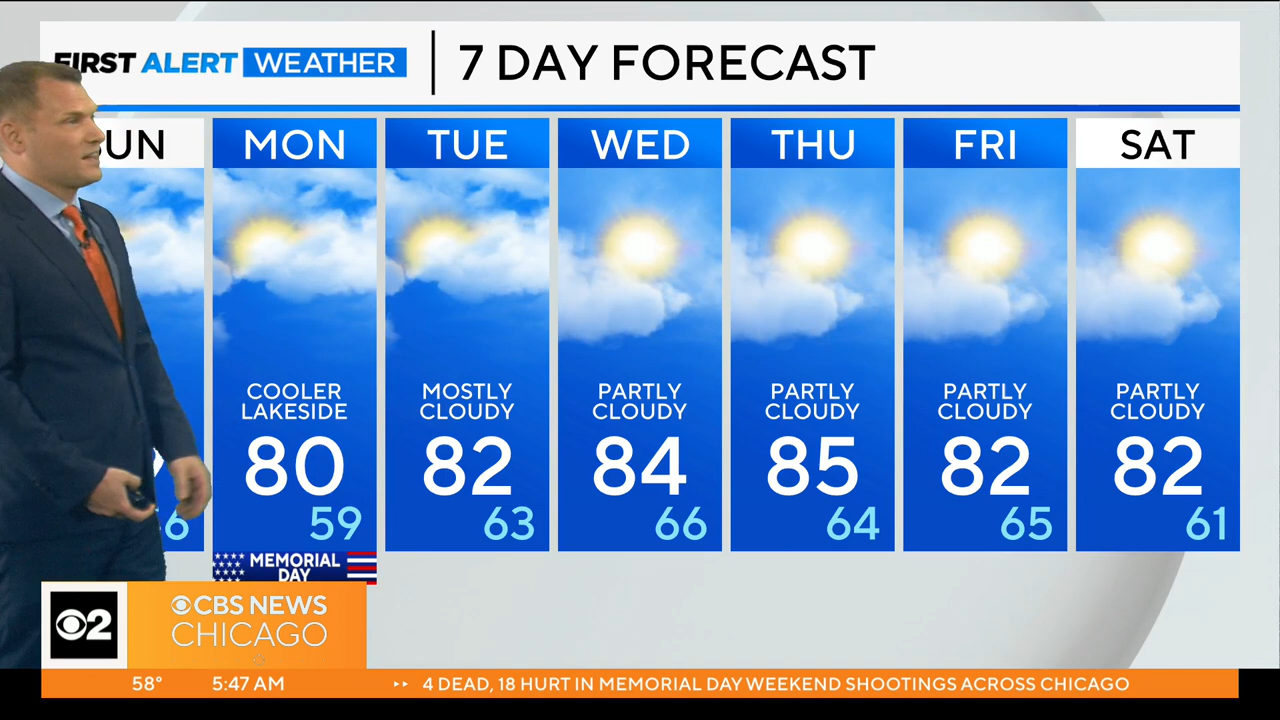 FIRST ALERT WEATHER
7 DAY FORECAST
MON
TUE
WED
THU
FRI
SAT
COOLER
LAKESIDE
80
59
MOSTLY
CLOUDY
82
63
PARTLY
CLOUDY
84
66
PARTLY
CLOUDY
85
64
PARTLY
CLOUDY
82
65
PARTLY
CLOUDY
82
61
MEMORIAL
DAY
2
CBS NEWS
CHICAGO
58° 5:47 AM 4 DEAD, 18 HURT IN MEMORIAL DAY WEEKEND SHOOTINGS ACROSS CHICAGO